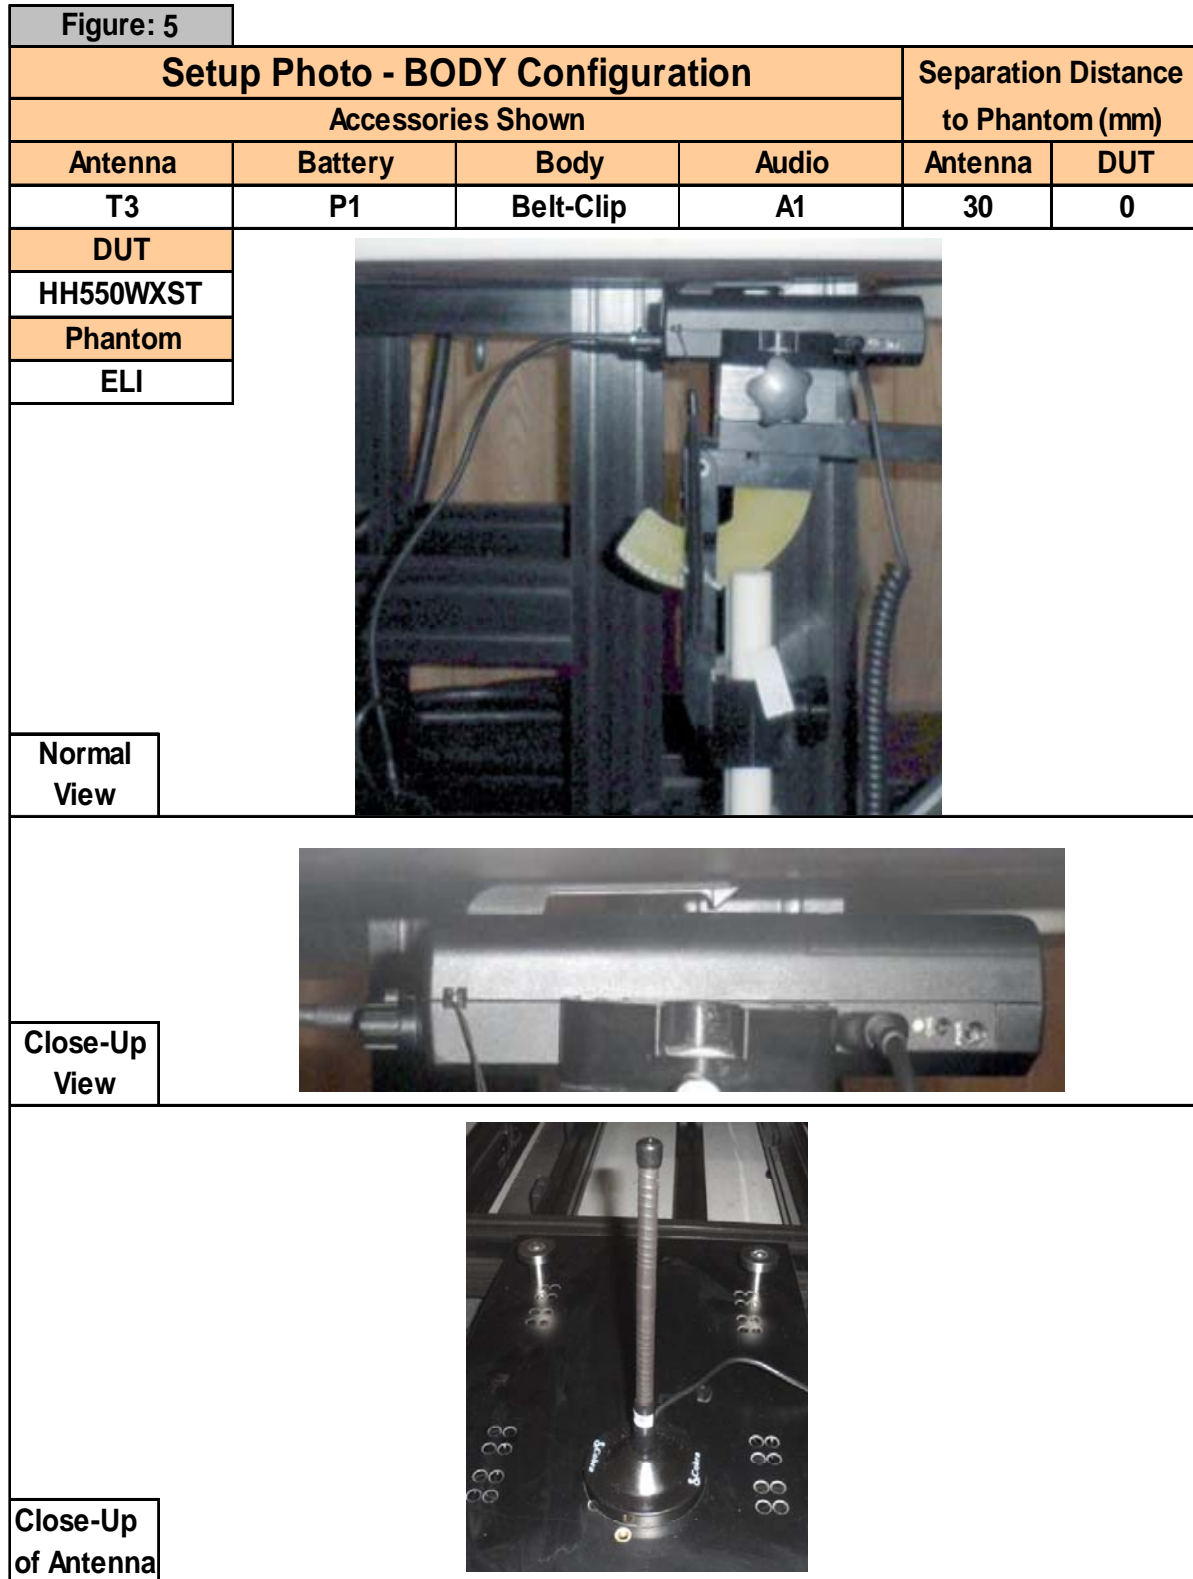 Figure: 5
Setup Photo - BODY Configuration
Separation Distance
to Phantom (mm)
Accessories Shown
Antenna Battery Body Audio Antenna DUT
T3 P1 Belt-Clip A1 30 0
DUT
HH550WXST
Phantom
ELI
Normal
View
Close-Up
View
&Cobra
&Cobra
Close-Up
of Antenna